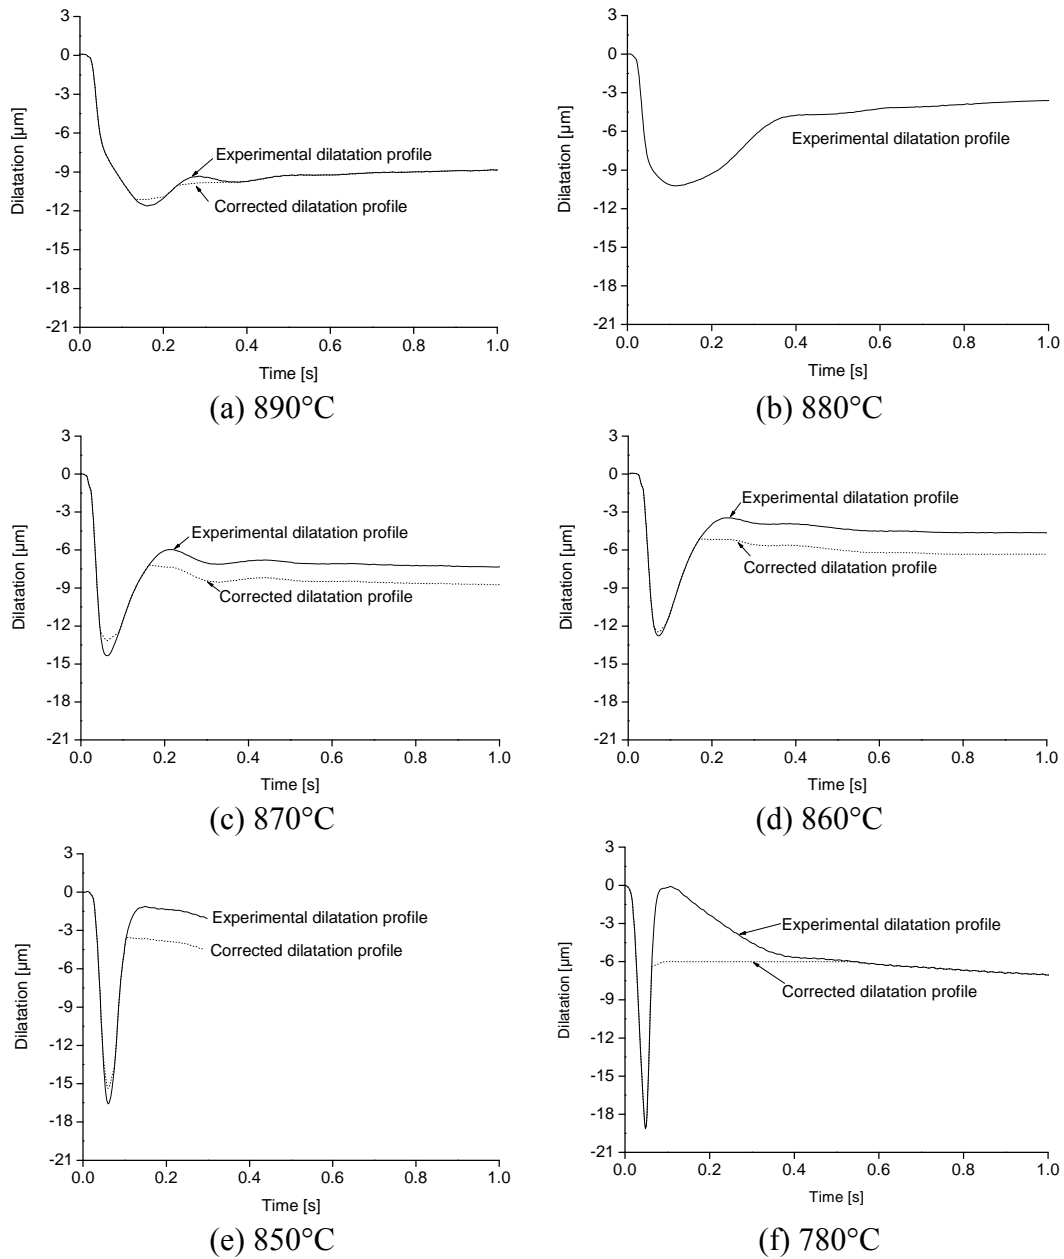 3
0
-3
-6
-9
-12
-15
-18
-21
Dilatation [µm]
Experimental dilatation profile
Corrected dilatation profile
0.0 0.2 0.4 0.6 0.8 1.0
Time [s]
(a) 890°C
3
0
-3
-6
-9
-12
-15
-18
-21
Dilatation [µm]
Experimental dilatation profile
0.0 0.2 0.4 0.6 0.8 1.0
Time [s]
(b) 880°C
3
0
-3
-6
-9
-12
-15
-18
-21
Dilatation [µm]
Experimental dilatation profile
Corrected dilatation profile
0.0 0.2 0.4 0.6 0.8 1.0
Time [s]
(c) 870°C
3
0
-3
-6
-9
-12
-15
-18
-21
Dilatation [µm]
Experimental dilatation profile
Corrected dilatation profile
0.0 0.2 0.4 0.6 0.8 1.0
Time [s]
(d) 860°C
3
0
-3
-6
-9
-12
-15
-18
-21
Dilatation [µm]
Experimental dilatation profile
Corrected dilatation profile
0.0 0.2 0.4 0.6 0.8 1.0
Time [s]
(e) 850°C
3
0
-3
-6
-9
-12
-15
-18
-21
Dilatation [µm]
Experimental dilatation profile
Corrected dilatation profile
0.0 0.2 0.4 0.6 0.8 1.0
Time [s]
(f) 780°C